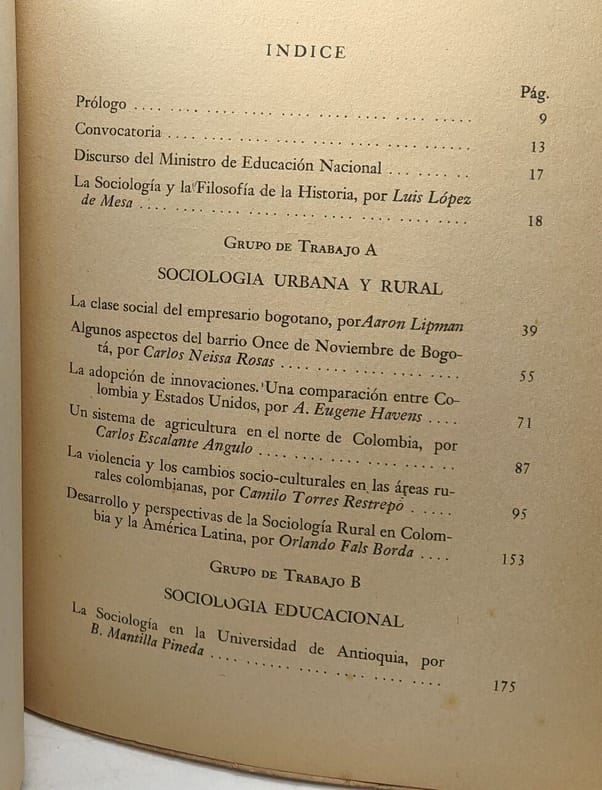 INDICE
Pág.
Prólogo .... 9
Convocatoria .... 13
Discurso del Ministro de Educación Nacional .... 17
La Sociología y la Filosofía de la Historia, por Luis López
de Mesa .... 18
GRUPO DE TRABAJO A
SOCIOLOGIA URBANA Y RURAL
La clase social del empresario bogotano, por Aaron Lipman 39
Algunos aspectos del barrio Once de Noviembre de Bogo-
tá, por Carlos Neissa Rosas .... 55
La adopción de innovaciones. Una comparación entre Co-
lombia y Estados Unidos, por A. Eugene Havens .... 71
Un sistema de agricultura en el norte de Colombia, por
Carlos Escalante Angulo .... 87
La violencia y los cambios socio-culturales en las áreas ru-
rales colombianas, por Camilo Torres Restrepo .... 95
Desarrollo y perspectivas de la Sociología Rural en Colom-
bia y la América Latina, por Orlando Fals Borda .... 153
GRUPO DE TRABAJO B
SOCIOLOGIA EDUCACIONAL
La Sociología en la Universidad de Antioquia, por
B. Mantilla Pineda .... 175